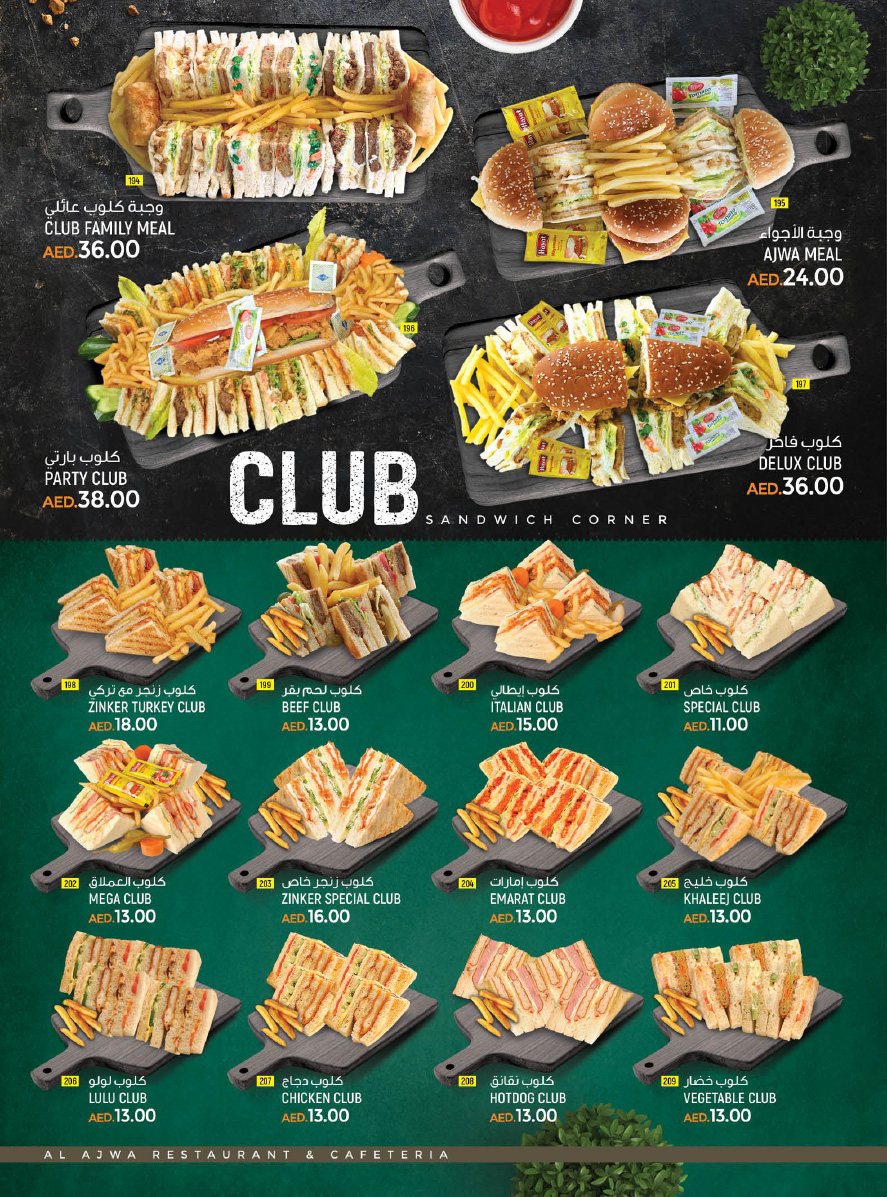 194
وجبة كلوب عائلي
CLUB FAMILY MEAL
AED.36.00
195
وجبة الأجواء
AJWA MEAL
AED.24.00
196
كلوب بارتي
PARTY CLUB
AED.38.00
197
كلوب فاخر
DELUX CLUB
AED.36.00
CLUB
SANDWICH CORNER
198
كلوب زنجر مع تركي
ZINKER TURKEY CLUB
AED.18.00
199
كلوب لحم بقر
BEEF CLUB
AED.13.00
200
كلوب إيطالي
ITALIAN CLUB
AED.15.00
201
كلوب خاص
SPECIAL CLUB
AED.11.00
202
كلوب العملاق
MEGA CLUB
AED.13.00
203
كلوب زنجر خاص
ZINKER SPECIAL CLUB
AED.16.00
204
كلوب إمارات
EMARAT CLUB
AED.13.00
205
كلوب خليج
KHALEEJ CLUB
AED.13.00
206
كلوب لولو
LULU CLUB
AED.13.00
207
كلوب دجاج
CHICKEN CLUB
AED.13.00
208
كلوب نقانق
HOTDOG CLUB
AED.13.00
209
كلوب خضار
VEGETABLE CLUB
AED.13.00
AL AJWA RESTAURANT & CAFETERIA